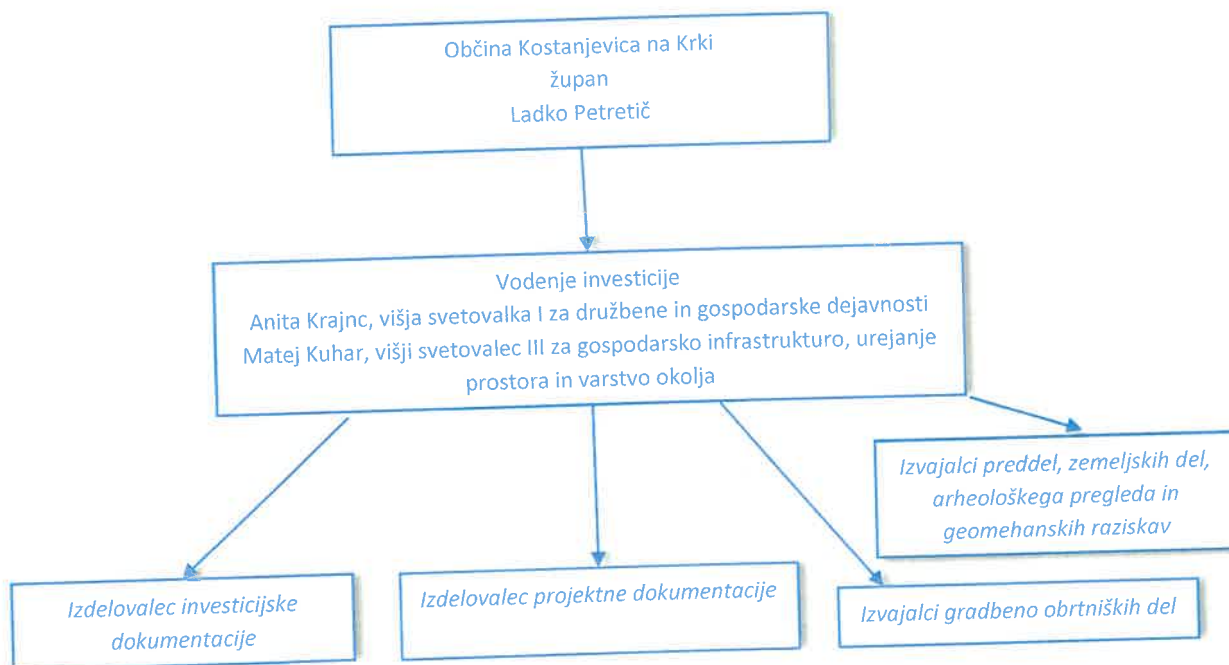 Občina Kostanjevica na Krki
župan
Ladko Petretič
Vodenje investicije
Anita Krajnc, višja svetovalka I za družbene in gospodarske dejavnosti
Matej Kuhar, višji svetovalec III za gospodarsko infrastrukturo, urejanje
prostora in varstvo okolja
Izvajalci preddel, zemeljskih del,
arheološkega pregleda in
geomehanskih raziskav
Izdelovalec investicijske
dokumentacije
Izdelovalec projektne dokumentacije
Izvajalci gradbeno obrtniških del